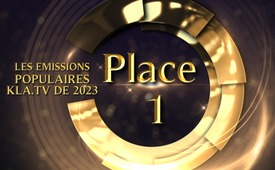 LES EMISSIONS
POPULAIRES
KLA.TV DE 2023
Place
1